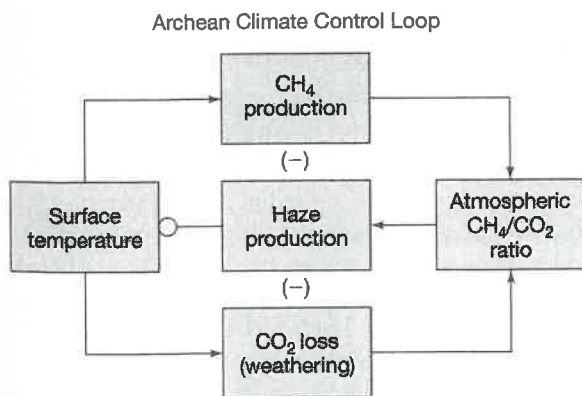 Archean Climate Control Loop
CH₄
production
(–)
Surface
temperature
Haze
production
Atmospheric
CH₄/CO₂
ratio
(–)
CO₂ loss
(weathering)